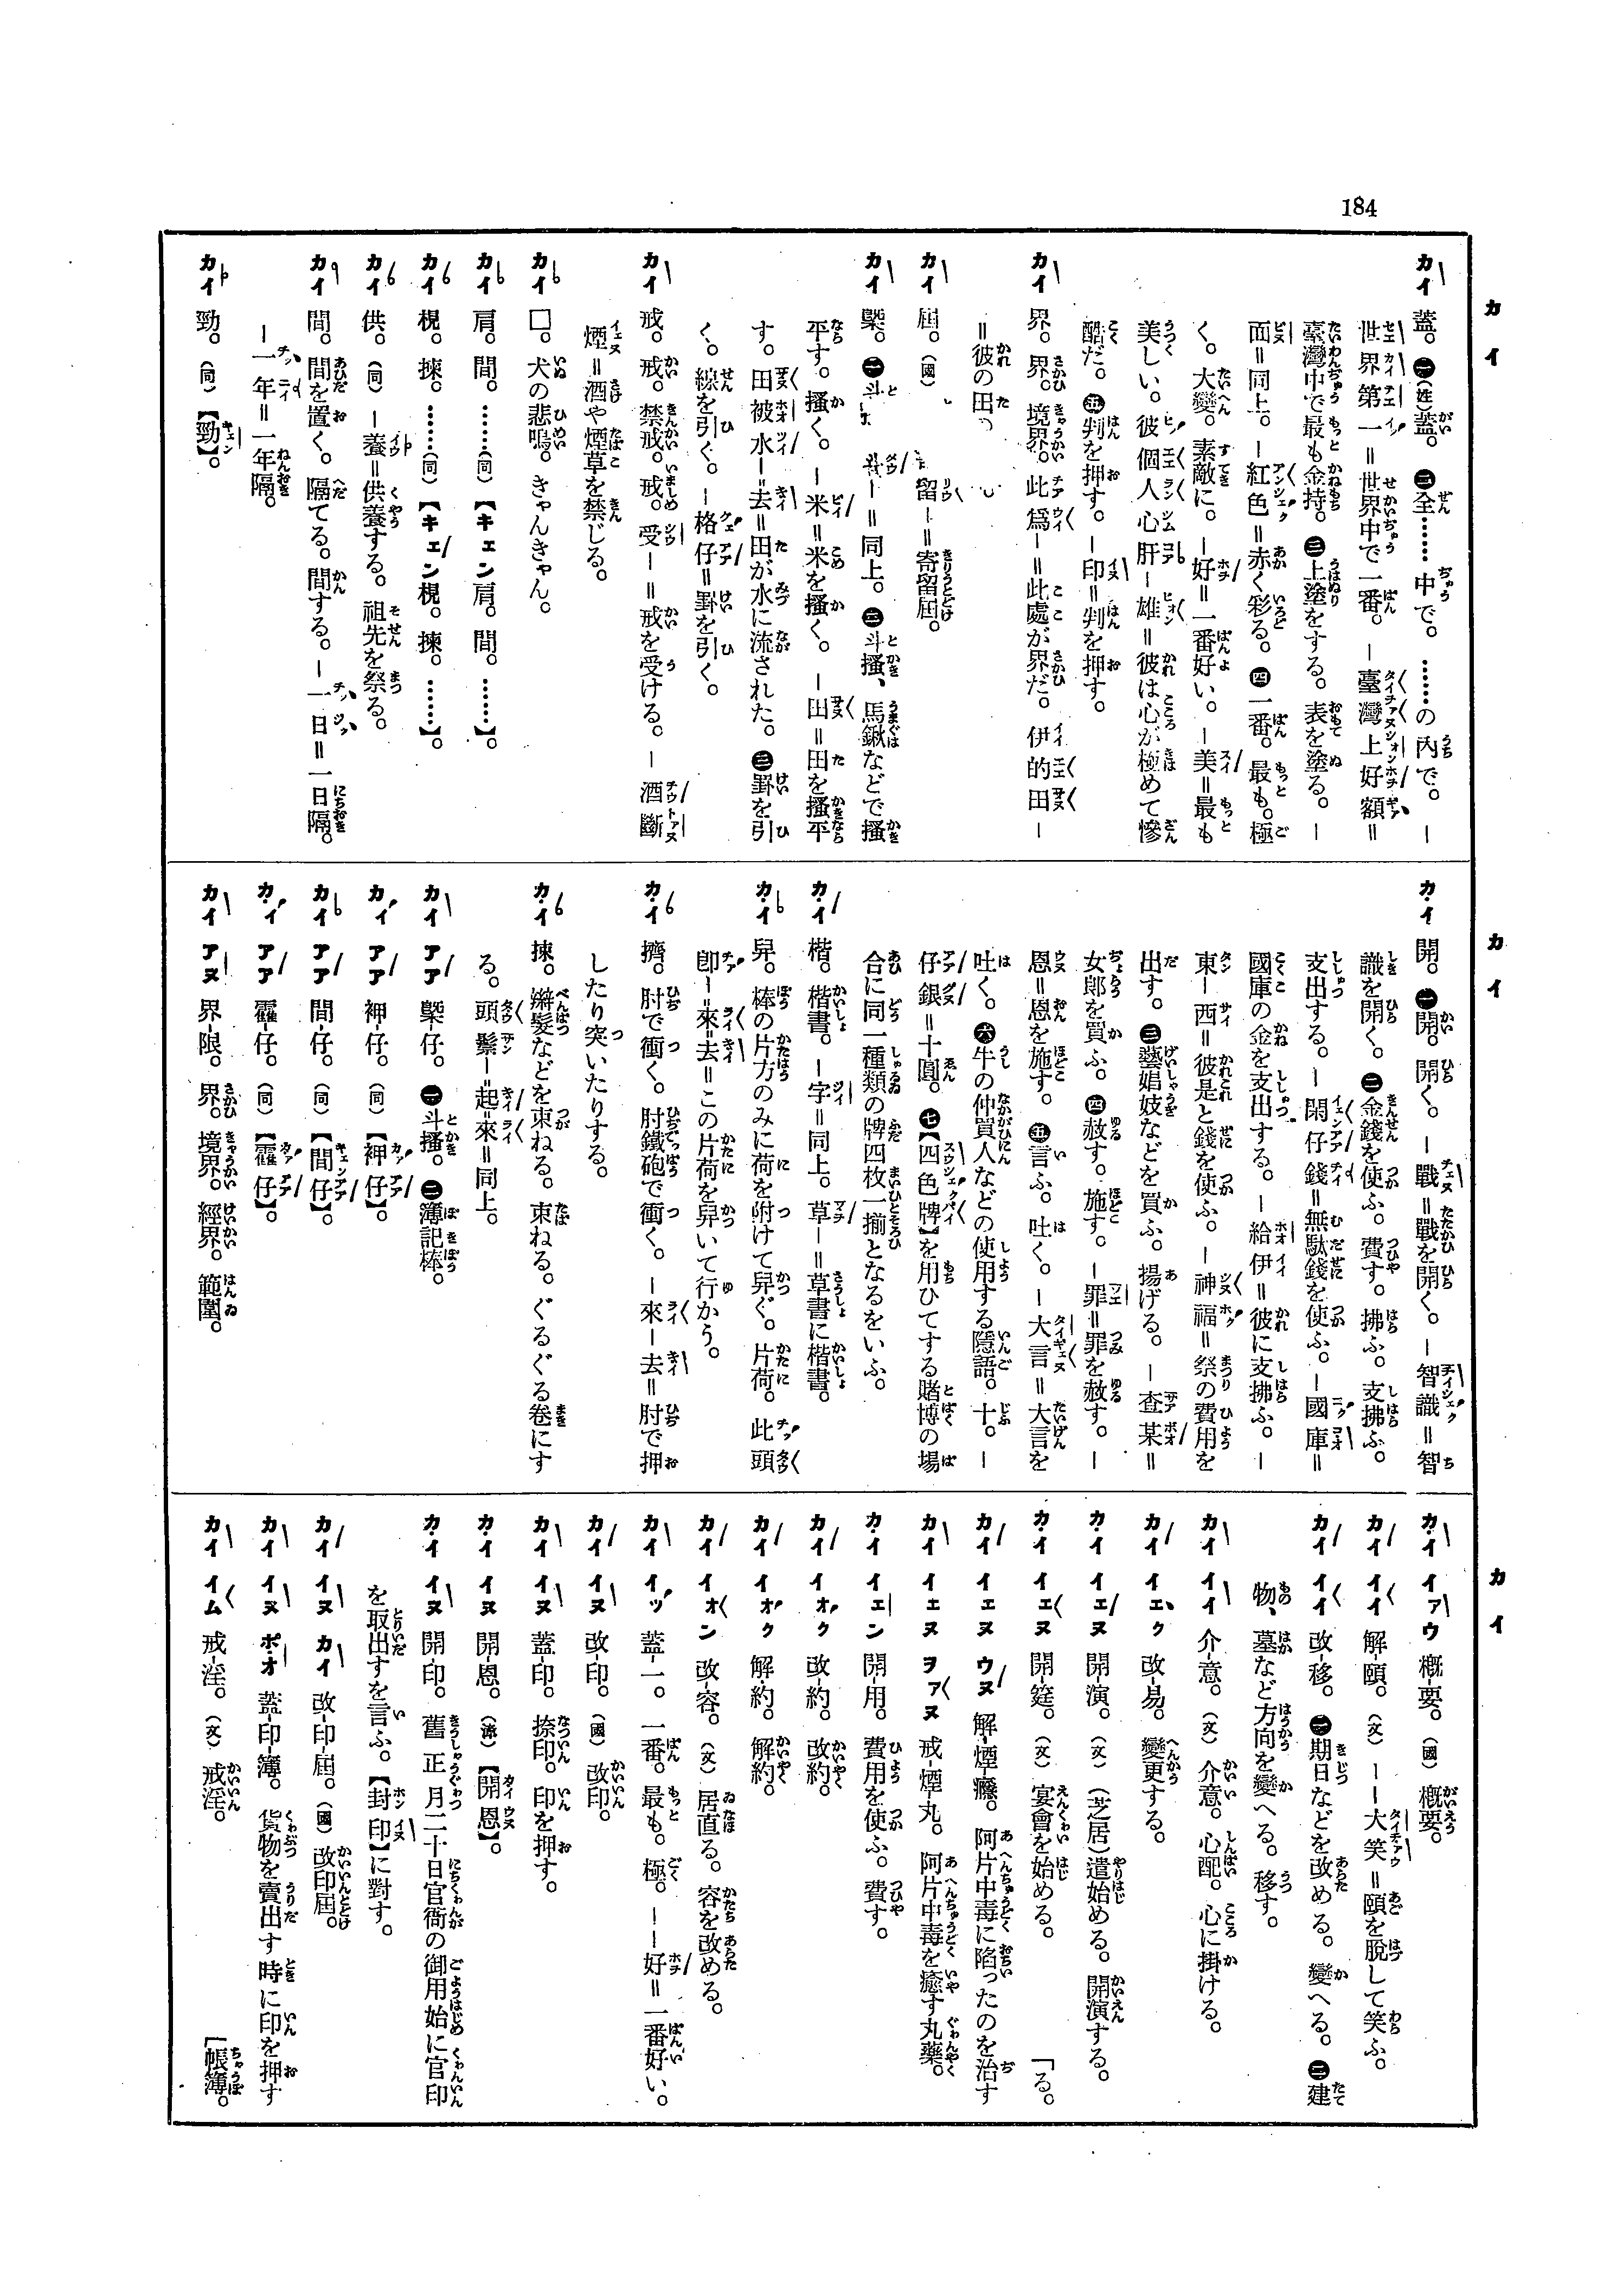 184
カイ
カイ 蓋。㊀(姓)蓋。㊁全……中で。……の內で。—
世界第一＝世界中で一番。—臺灣上好額＝
臺灣中で最も金持。㊂上塗をする。表を塗る。—
面＝同上。—紅色＝赤く彩る。㊃一番。最も。極
く。大變。素敵に。—好＝一番好い。—美＝最も
美しい。彼個人心肝—雄＝彼は心が極めて慘
酷だ。㊄判を押す。—印＝判を押す。
カイ 界。界。境界。此爲—＝此處が界だ。伊的田—
＝彼の田
カイ 屆。(國) 留—＝寄留屆。
カイ 槩。㊀斗 —＝同上。㊁斗搔、馬鍬などで搔
平す。搔く。—米＝米を搔く。—田＝田を搔平
す。田被水—去＝田が水に流された。㊂罫を引
く。線を引ぐ。—格仔＝罫を引く。
カイ 戒。戒。禁戒。戒。受—＝戒を受ける。—酒斷
煙＝酒や煙草を禁じる。
カイ □。犬の悲鳴。きゃんきゃん。
カイ 肩。間。……(同)【キェン肩。間。……】。
カイ 梘。揀。……(同)【キェン梘。揀。……】。
カイ 供。(同)—養＝供養する。祖先を祭る。
カイ 間。間を置く。隔てる。間する。—一日＝一日隔。
—一年＝一年隔。
カイ 勁。(同)【勁】。
カイ
カイ 開。㊀開。開く。—戰＝戰を開く。—智識＝智
識を開く。㊁金錢を使ふ。費す。拂ふ。支拂ふ。
支出する。—閑仔錢＝無駄錢を使ふ。—國庫＝
國庫の金を支出する。—給伊＝彼に支拂ふ。—
東—西＝彼是と錢を使ふ。—神福＝祭の費用を
出す。㊂藝娼妓などを買ふ。揚げる。—查某＝
女郞を買ふ。㊃赦す。施す。—罪＝罪を赦す。—
恩＝恩を施す。㊄言ふ。吐く。—大言＝大言を
吐く。㊅牛の仲買人などの使用する隱語。十。—
仔銀＝十圓。㊆【四色牌】を用ひてする賭博の場
合に同一種類の牌四枚一揃となるをいふ。
カイ 楷。楷書。—字＝同上。草—＝草書に楷書。
カイ 舁。棒の片方のみに荷を附けて舁ぐ。片荷。此頭
卽—來去＝この片荷を舁いて行かう。
カイ 擠。肘で衝く。肘鐵砲で衝く。—來—去＝肘で押
したり突いたりする。
カイ 揀。辮髮などを束ねる。束ねる。ぐるぐる卷にす
る。頭鬃—起來＝同上。
カイ アア 槩-仔。㊀斗搔。㊁簿記棒。
カイ アア 䘥-仔。(同)【䘥仔】。
カイ アア 間-仔。(同)【間仔】。
カイ アア 靃-仔。(同)【靃仔】。
カイ アヌ 界-限。界。境界。經界。範圍。
カイ
カイ イァウ 槪-要。(國)槪要。
カイ イイ 解-頤。(文)——大笑＝頤を脫して笑ふ。
カイ イイ 改-移。㊀期日などを改める。變へる。㊁建
物、墓など方向を變へる。移す。
カイ イイ 介-意。(文)介意。心配。心に掛ける。
カイ イェク 改-易。變更する。
カイ イェヌ 開-演。(文)(芝居)遣始める。開演する。
カイ イェヌ 開-筵。(文)宴會を始める。 「る。
カイ イェヌ ウヌ 解-煙-癮。阿片中毒に陷ったのを治す
カイ イェヌ ヲァヌ 戒-煙丸。阿片中毒を癒す丸藥。
カイ イェン 開-用。費用を使ふ。費す。
カイ イォク 改-約。改約。
カイ イォク 解-約。解約。
カイ イォン 改-容。(文)居直る。容を改める。
カイ イッ 蓋-一。一番。最も。極。——好＝一番好い。
カイ イヌ 改-印。(國)改印。
カイ イヌ 蓋-印。捺印。印を押す。
カイ イヌ 開-恩。(漳)【開恩】。
カイ イヌ 開-印。舊正月二十日官衙の御用始に官印
を取出すを言ふ。【封印】に對す。
カイ イヌ カイ 改-印-屆。(國)改印屆。
カイ イヌ ポオ 蓋-印-簿。貨物を賣出す時に印を押す
カイ イム 戒-淫。(文)戒淫。 「帳簿。